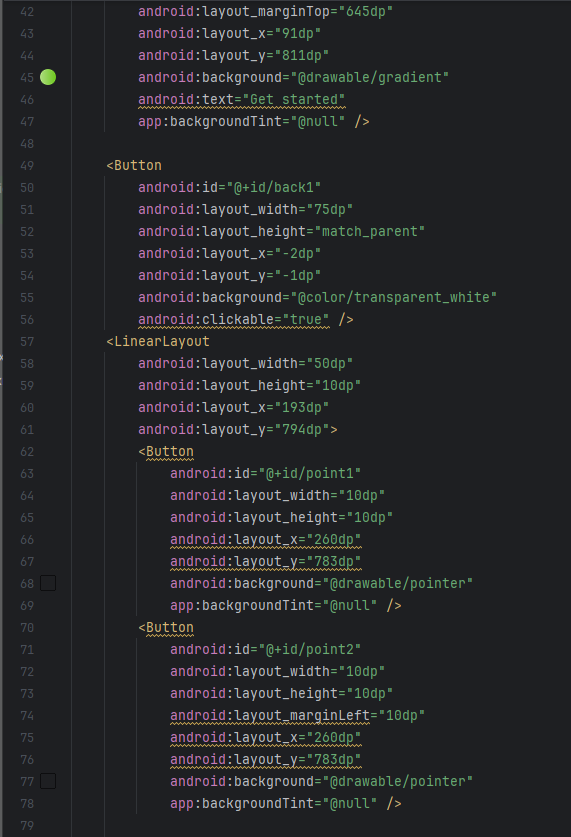 42 android:layout_marginTop="645dp"
43 android:layout_x="91dp"
44 android:layout_y="811dp"
45 android:background="@drawable/gradient"
46 android:text="Get started"
47 app:backgroundTint="@null" />
48
49 <Button
50 android:id="@+id/back1"
51 android:layout_width="75dp"
52 android:layout_height="match_parent"
53 android:layout_x="-2dp"
54 android:layout_y="-1dp"
55 android:background="@color/transparent_white"
56 android:clickable="true" />
57 <LinearLayout
58 android:layout_width="50dp"
59 android:layout_height="10dp"
60 android:layout_x="193dp"
61 android:layout_y="794dp">
62 <Button
63 android:id="@+id/point1"
64 android:layout_width="10dp"
65 android:layout_height="10dp"
66 android:layout_x="260dp"
67 android:layout_y="783dp"
68 android:background="@drawable/pointer"
69 app:backgroundTint="@null" />
70 <Button
71 android:id="@+id/point2"
72 android:layout_width="10dp"
73 android:layout_height="10dp"
74 android:layout_marginLeft="10dp"
75 android:layout_x="260dp"
76 android:layout_y="783dp"
77 android:background="@drawable/pointer"
78 app:backgroundTint="@null" />
79